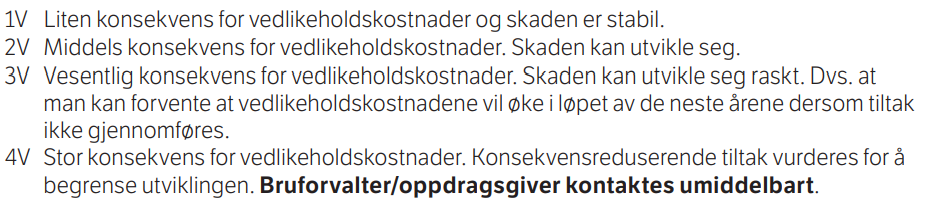 1V Liten konsekvens for vedlikeholdskostnader og skaden er stabil.
2V Middels konsekvens for vedlikeholdskostnader. Skaden kan utvikle seg.
3V Vesentlig konsekvens for vedlikeholdskostnader. Skaden kan utvikle seg raskt. Dvs. at
man kan forvente at vedlikeholdskostnadene vil øke i løpet av de neste årene dersom tiltak
ikke gjennomføres.
4V Stor konsekvens for vedlikeholdskostnader. Konsekvensreduserende tiltak vurderes for å
begrense utviklingen. Bruforvalter/oppdragsgiver kontaktes umiddelbart.